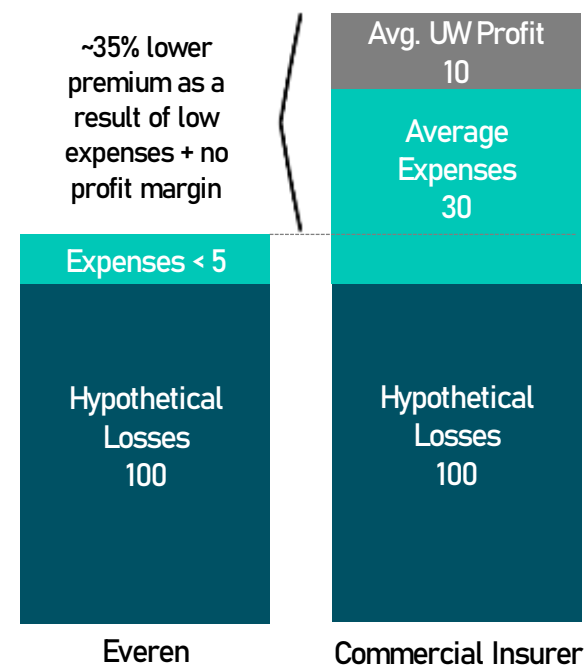 ~35% lower
premium as a
result of low
expenses + no
profit margin
Avg. UW Profit
10
Average
Expenses
30
Expenses < 5
Hypothetical
Losses
100
Hypothetical
Losses
100
Everen
Commercial Insurer